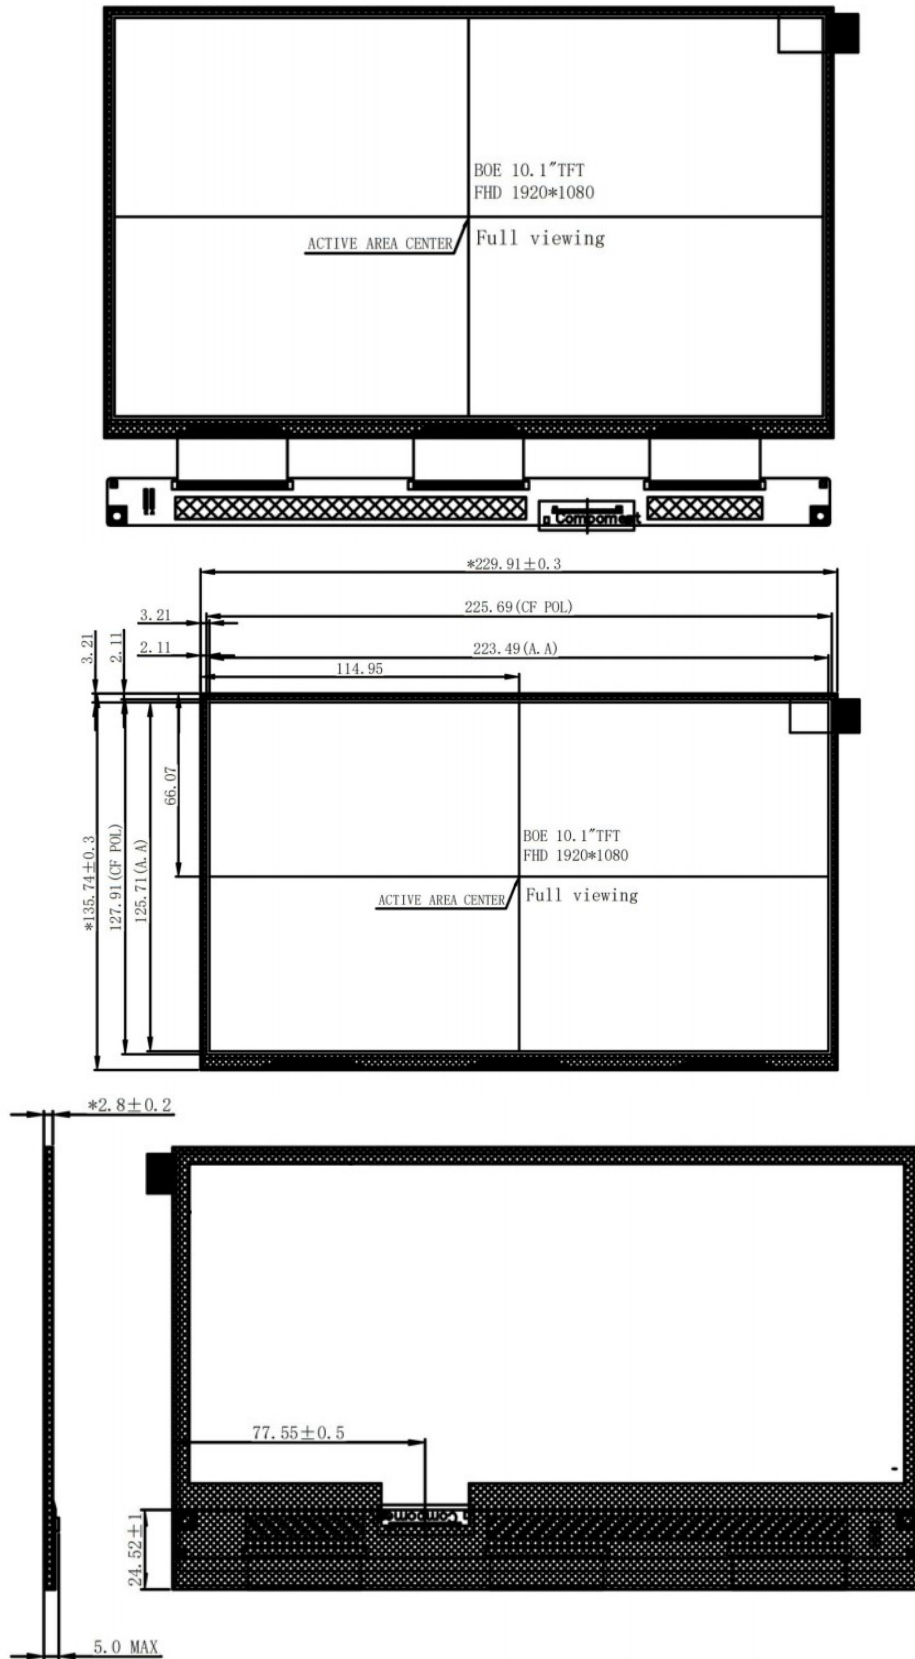 BOE 10.1"TFT
FHD 1920*1080
ACTIVE AREA CENTER
Full viewing
Compoment
*229.91±0.3
225.69(CF POL)
3.21
223.49(A.A)
2.11
114.95
3.21
2.11
66.07
*135.74±0.3
127.91(CF POL)
125.71(A.A)
BOE 10.1"TFT
FHD 1920*1080
ACTIVE AREA CENTER
Full viewing
*2.8±0.2
77.55±0.5
24.52±1
5.0 MAX